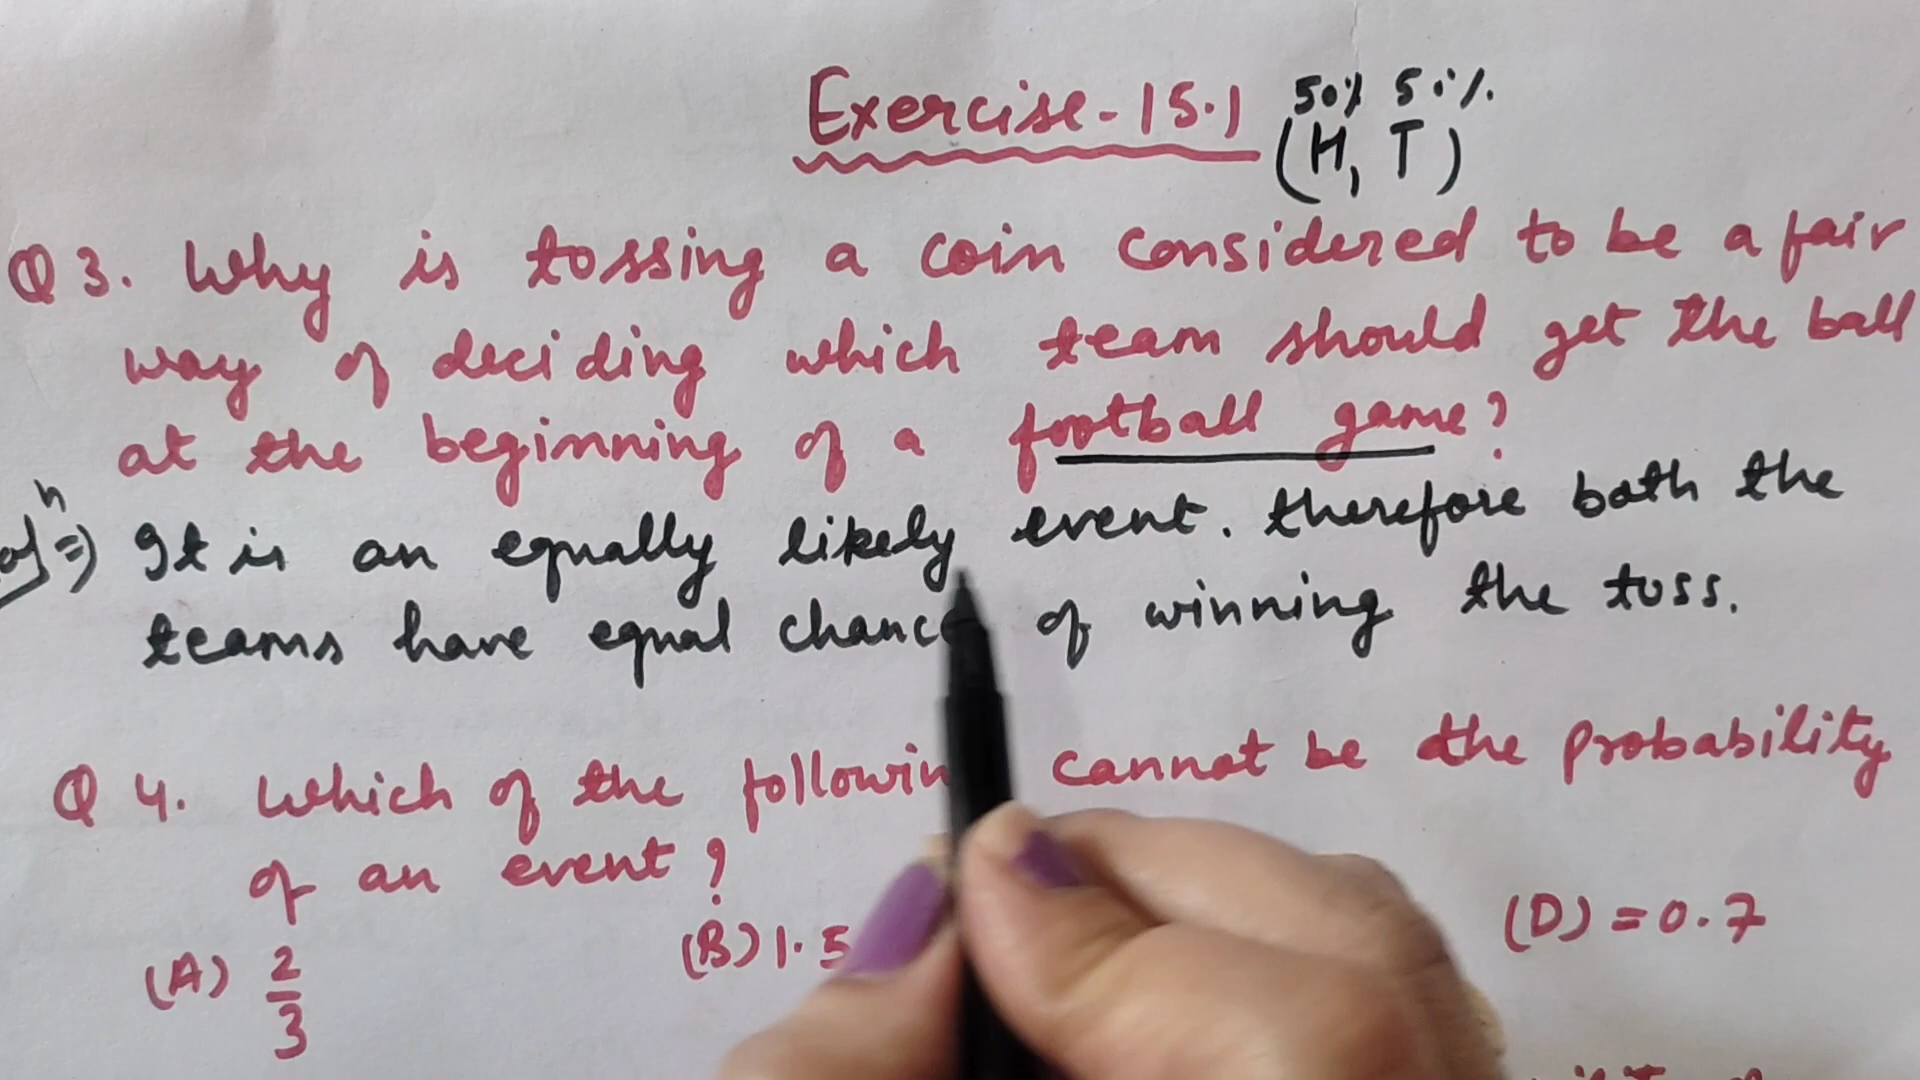 Exercise-15.1
50% 50%.
(H, T)
Q 3. Why is tossing a coin considered to be a fair
way of deciding which team should get the ball
at the beginning of a football game?
Solⁿ ⇒ It is an equally likely event. therefore both the
teams have equal chance of winning the toss.
Q 4. Which of the followin cannot be the probability
of an event?
(A) 2/3 (B) 1.5 (D) = 0.7